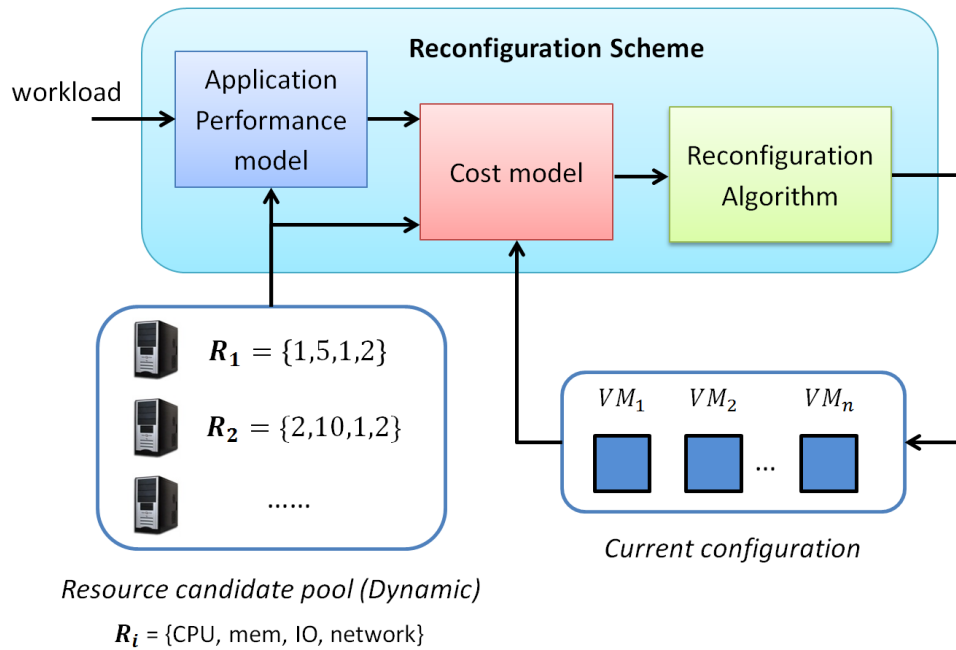 Reconfiguration Scheme
workload
Application
Performance
model
Cost model
Reconfiguration
Algorithm
R₁ = {1,5,1,2}
R₂ = {2,10,1,2}
......
VM₁ VM₂ VMₙ
...
Current configuration
Resource candidate pool (Dynamic)
Rᵢ = {CPU, mem, IO, network}